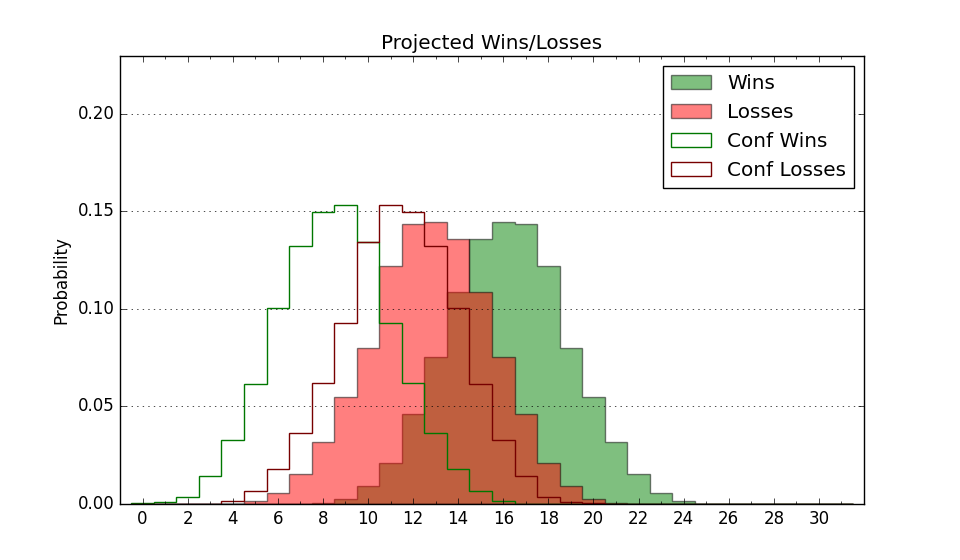 Projected Wins/Losses
Wins
Losses
Conf Wins
Conf Losses
Probability
0.20
0.15
0.10
0.05
0.00
0 2 4 6 8 10 12 14 16 18 20 22 24 26 28 30